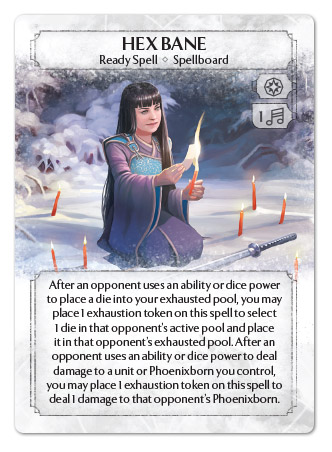 HEX BANE
Ready Spell ⬦ Spellboard
1
After an opponent uses an ability or dice power
to place a die into your exhausted pool, you may
place 1 exhaustion token on this spell to select
1 die in that opponent's active pool and place
it in that opponent's exhausted pool. After an
opponent uses an ability or dice power to deal
damage to a unit or Phoenixborn you control,
you may place 1 exhaustion token on this spell to
deal 1 damage to that opponent's Phoenixborn.